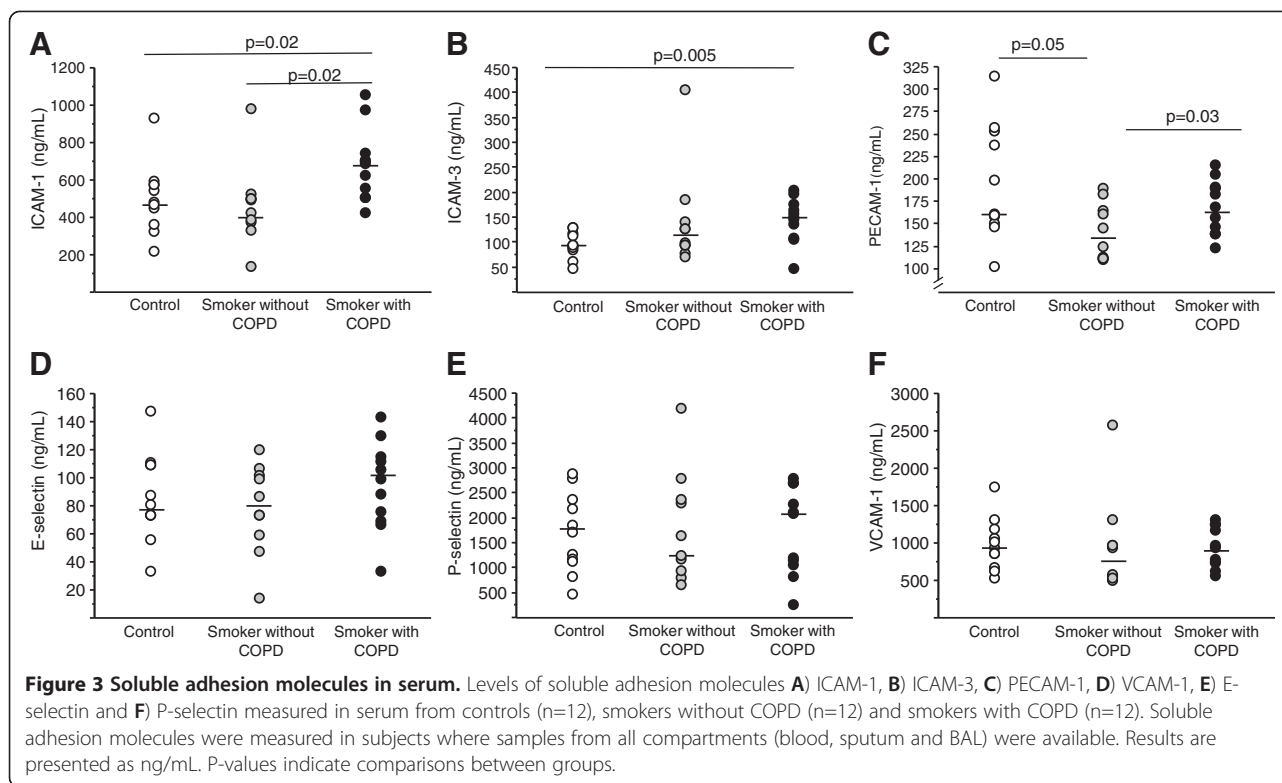 A
p=0.02
p=0.02
1200
1000
800
600
400
200
ICAM-1 (ng/mL)
Control
Smoker without
COPD
Smoker with
COPD
B
p=0.005
450
400
350
300
250
200
150
100
50
ICAM-3 (ng/mL)
Control
Smoker without
COPD
Smoker with
COPD
C
p=0.05
p=0.03
325
300
275
250
225
200
175
150
125
100
PECAM-1(ng/mL)
Control
Smoker without
COPD
Smoker with
COPD
D
160
140
120
100
80
60
40
20
E-selectin (ng/mL)
Control
Smoker without
COPD
Smoker with
COPD
E
4500
4000
3500
3000
2500
2000
1500
1000
500
P-selectin (ng/mL)
Control
Smoker without
COPD
Smoker with
COPD
F
3000
2500
2000
1500
1000
500
VCAM-1 (ng/mL)
Control
Smoker without
COPD
Smoker with
COPD
Figure 3 Soluble adhesion molecules in serum. Levels of soluble adhesion molecules A) ICAM-1, B) ICAM-3, C) PECAM-1, D) VCAM-1, E) E-
selectin and F) P-selectin measured in serum from controls (n=12), smokers without COPD (n=12) and smokers with COPD (n=12). Soluble
adhesion molecules were measured in subjects where samples from all compartments (blood, sputum and BAL) were available. Results are
presented as ng/mL. P-values indicate comparisons between groups.